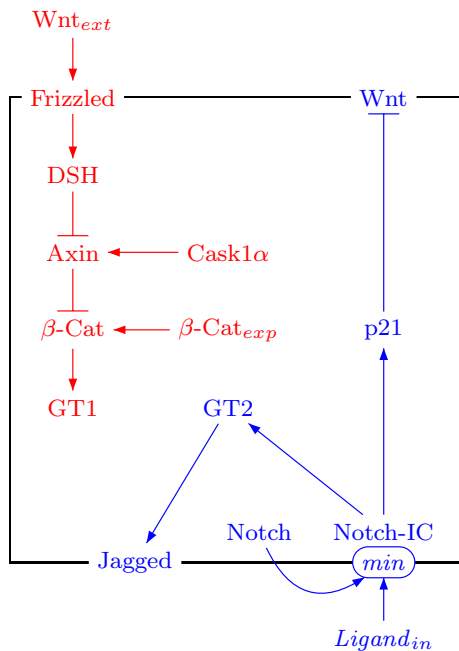 Wnt_ext
Frizzled Wnt
DSH
Axin Cask1α
β-Cat β-Cat_exp p21
GT1 GT2
Notch Notch-IC
Jagged min
Ligand_in